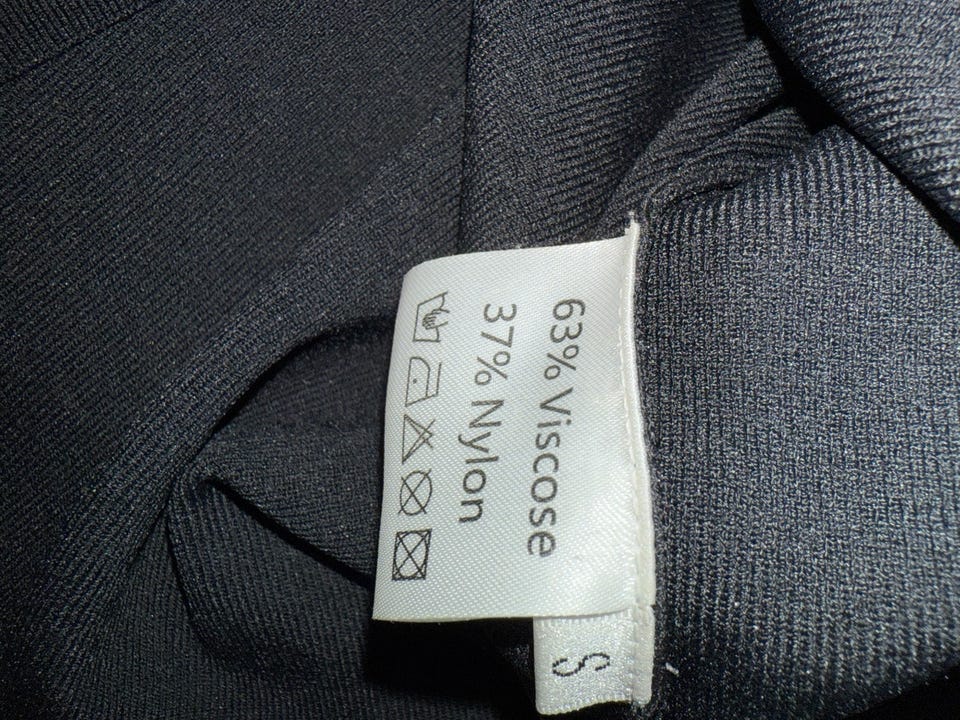 63% Viscose
37% Nylon
S